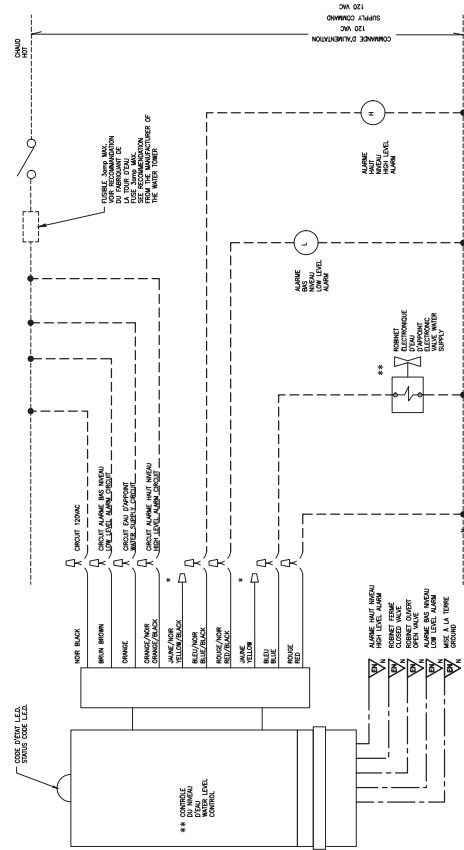 CODE D'ÉTAT L.E.D.
STATUS CODE L.E.D.
** CONTRÔLE
DU NIVEAU
D'EAU
WATER LEVEL
CONTROL
NOIR BLACK
CIRCUIT 120VAC
BRUN BROWN
CIRCUIT ALARME BAS NIVEAU
LOW LEVEL ALARM CIRCUIT
ORANGE
CIRCUIT EAU D'APPOINT
WATER SUPPLY CIRCUIT
ORANGE/NOIR
ORANGE/BLACK
CIRCUIT ALARME HAUT NIVEAU
HIGH LEVEL ALARM CIRCUIT
JAUNE/NOIR
YELLOW/BLACK
*
BLEU/NOIR
BLUE/BLACK
ROUGE/NOIR
RED/BLACK
JAUNE
YELLOW
*
BLEU
BLUE
ROUGE
RED
ALARME HAUT NIVEAU
HIGH LEVEL ALARM
ROBINET FERMÉ
CLOSED VALVE
ROBINET OUVERT
OPEN VALVE
ALARME BAS NIVEAU
LOW LEVEL ALARM
MISE À LA TERRE
GROUND
EN
N
EN
N
EN
N
EN
N
EN
N
CHAUD
HOT
FUSIBLE 3amp MAX.
VOIR RECOMMANDATION
DU FABRIQUANT DE
LA TOUR D'EAU
FUSE 3amp MAX.
SEE RECOMMENDATION
FROM THE MANUFACTURER OF
THE WATER TOWER
COMMANDE D'ALIMENTATION
120 VAC
SUPPLY COMMAND
120 VAC
ALARME
HAUT
NIVEAU
HIGH LEVEL
ALARM
H
ALARME
BAS
NIVEAU
LOW LEVEL
ALARM
L
**
ROBINET
ÉLECTRONIQUE
D'EAU
D'APPOINT
ELECTRONIC
VALVE WATER
SUPPLY